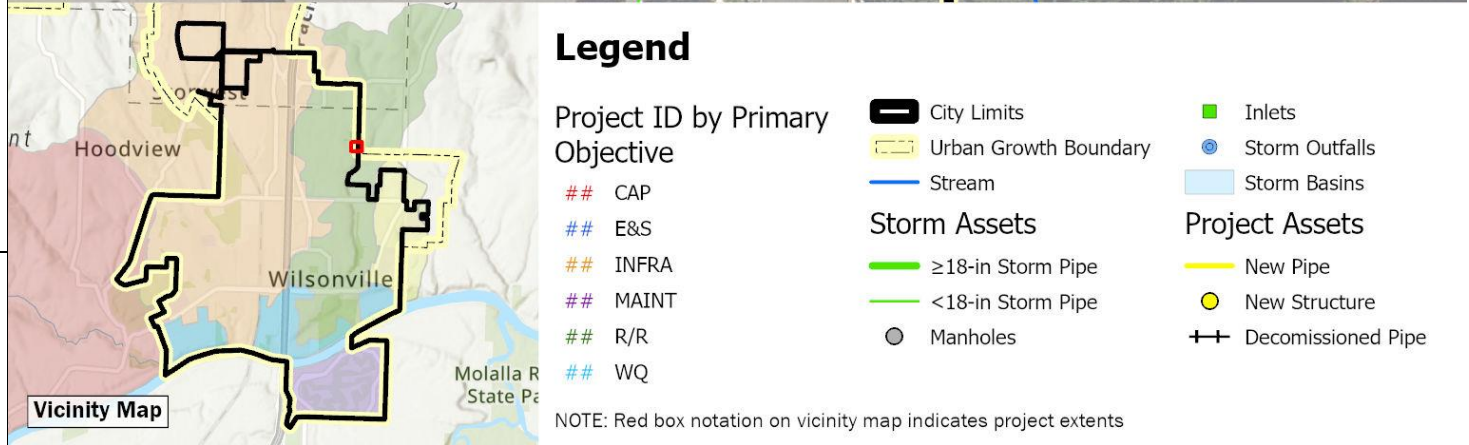 Hoodview
Wilsonville
Molalla R
State Pa
Vicinity Map
Legend
Project ID by Primary
Objective
## CAP
## E&S
## INFRA
## MAINT
## R/R
## WQ
City Limits
Urban Growth Boundary
Stream
Storm Assets
≥18-in Storm Pipe
<18-in Storm Pipe
Manholes
Inlets
Storm Outfalls
Storm Basins
Project Assets
New Pipe
New Structure
Decomissioned Pipe
NOTE: Red box notation on vicinity map indicates project extents